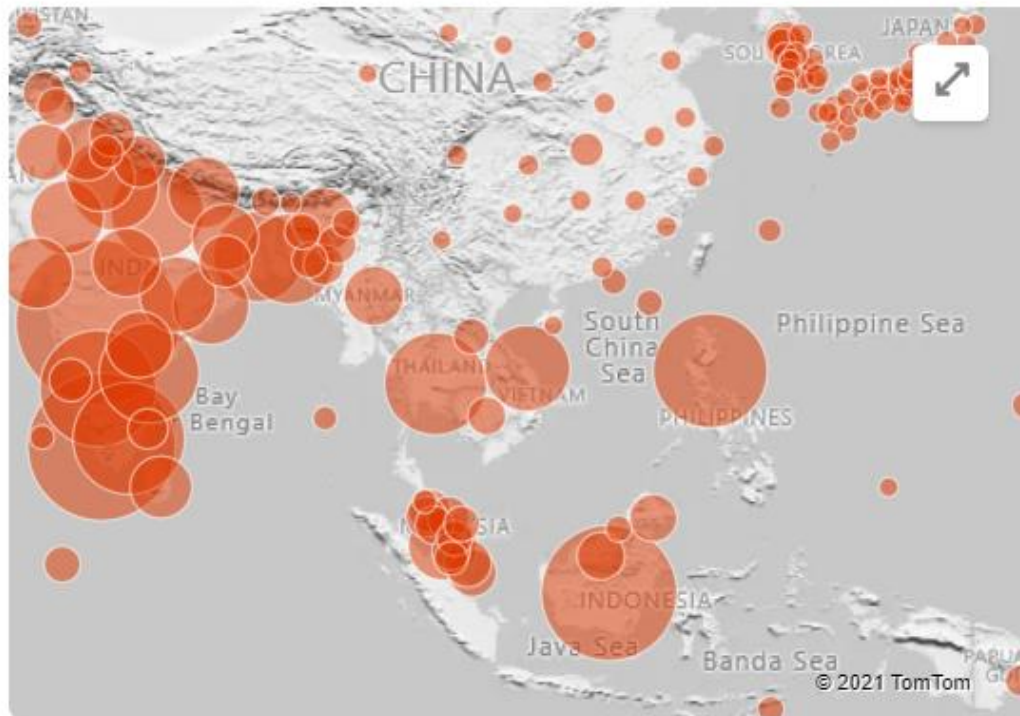 CHINA
JAPAN
MYANMAR
THAILAND
VIETNAM
South
China
Sea
Philippine Sea
PHILIPPINES
Bay
Bengal
INDONESIA
Java Sea
Banda Sea
© 2021 TomTom